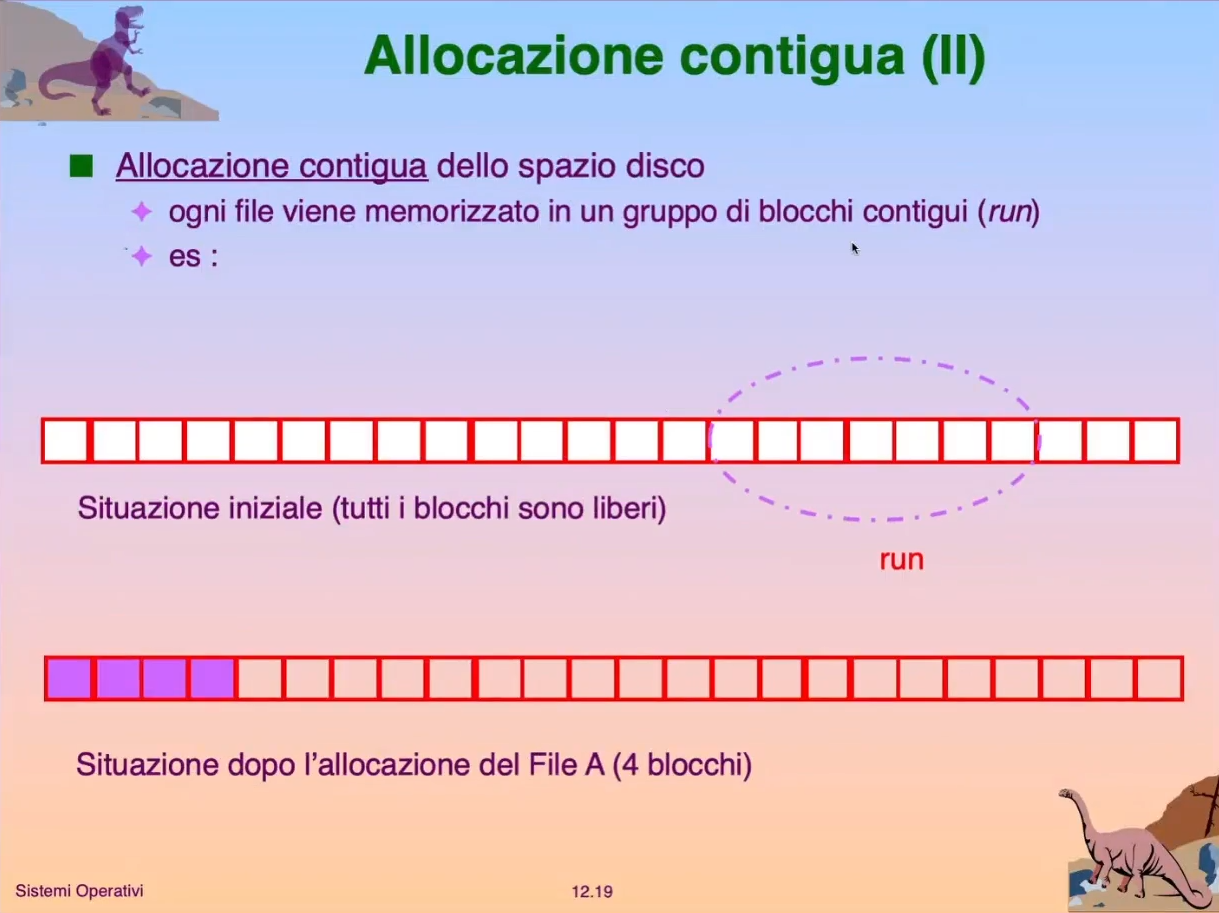 Allocazione contigua (II)
Allocazione contigua dello spazio disco
ogni file viene memorizzato in un gruppo di blocchi contigui (run)
es :
Situazione iniziale (tutti i blocchi sono liberi)
run
Situazione dopo l’allocazione del File A (4 blocchi)
Sistemi Operativi
12.19